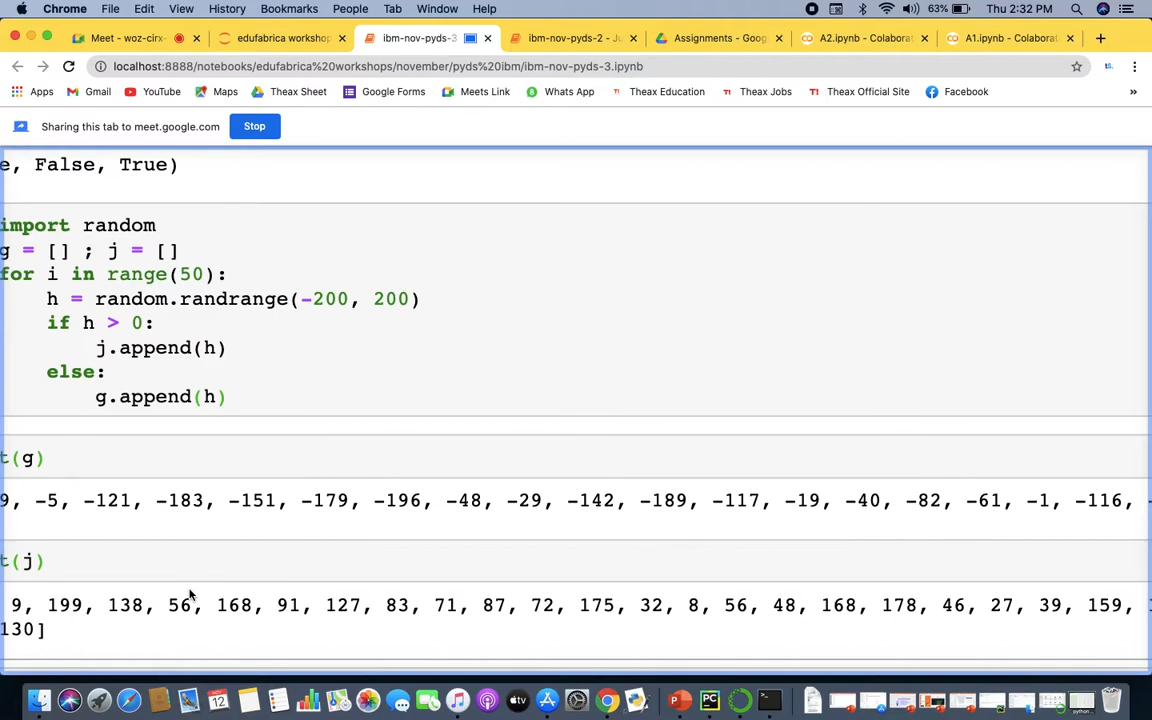 Chrome File Edit View History Bookmarks People Tab Window Help 63% Thu 2:32 PM
Meet - woz-cirx- edufabrica workshop ibm-nov-pyds-3 ibm-nov-pyds-2 - Ju Assignments - Goog A2.ipynb - Colaborat A1.ipynb - Colaborat
localhost:8888/notebooks/edufabrica%20workshops/november/pyds%20ibm/ibm-nov-pyds-3.ipynb
Apps Gmail YouTube Maps Theax Sheet Google Forms Meets Link Whats App Theax Education Theax Jobs Theax Official Site Facebook »
Sharing this tab to meet.google.com Stop
e, False, True)
import random
g = [] ; j = []
for i in range(50):
h = random.randrange(-200, 200)
if h > 0:
j.append(h)
else:
g.append(h)
t(g)
9, -5, -121, -183, -151, -179, -196, -48, -29, -142, -189, -117, -19, -40, -82, -61, -1, -116,
t(j)
9, 199, 138, 56, 168, 91, 127, 83, 71, 87, 72, 175, 32, 8, 56, 48, 168, 178, 46, 27, 39, 159,
130]